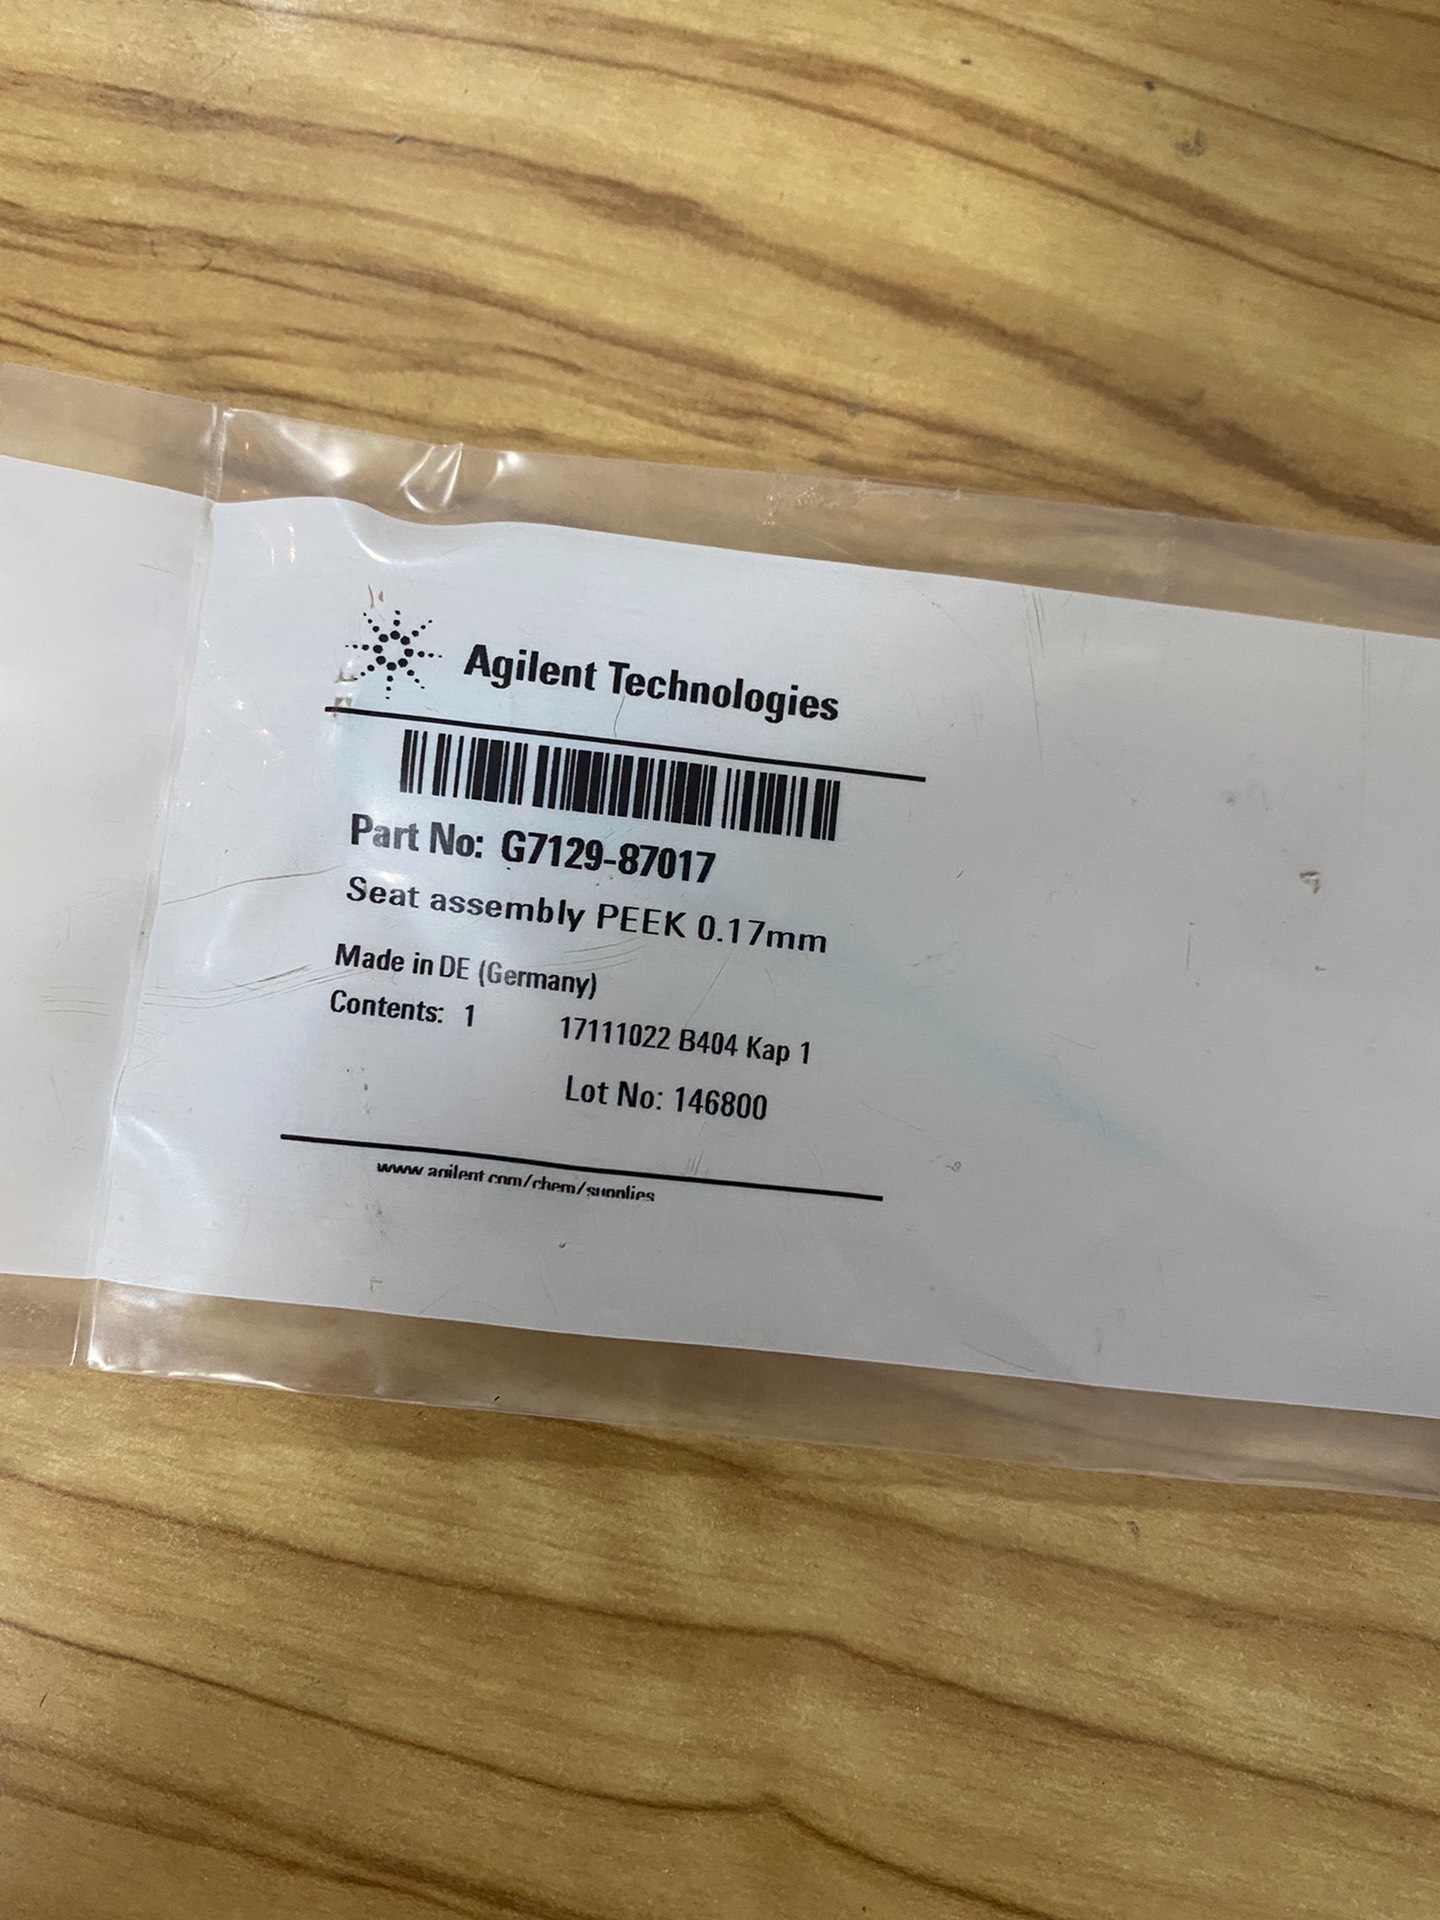 Agilent Technologies
Part No: G7129-87017
Seat assembly PEEK 0.17mm
Made in DE (Germany)
Contents: 1
17111022 B404 Kap 1
Lot No: 146800
www.agilent.com/chem/supplies